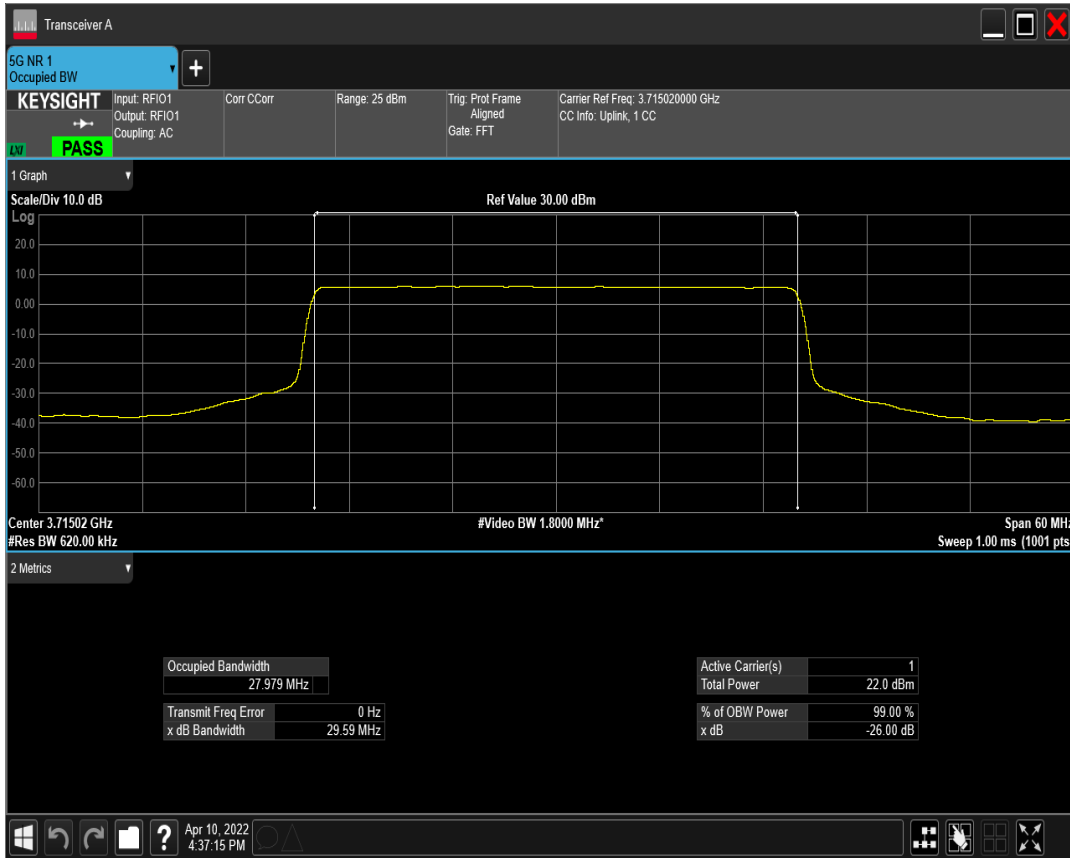 Transceiver A
5G NR 1
Occupied BW
KEYSIGHT
Input: RFIO1
Output: RFIO1
Coupling: AC
Corr CCorr
Range: 25 dBm
Trig: Prot Frame
Aligned
Gate: FFT
Carrier Ref Freq: 3.715020000 GHz
CC Info: Uplink, 1 CC
LXI
PASS
1 Graph
Scale/Div 10.0 dB
Ref Value 30.00 dBm
Log
20.0
10.0
0.00
-10.0
-20.0
-30.0
-40.0
-50.0
-60.0
Center 3.71502 GHz
#Video BW 1.8000 MHz*
Span 60 MHz
#Res BW 620.00 kHz
Sweep 1.00 ms (1001 pts
2 Metrics
Occupied Bandwidth
27.979 MHz
Transmit Freq Error 0 Hz
x dB Bandwidth 29.59 MHz
Active Carrier(s) 1
Total Power 22.0 dBm
% of OBW Power 99.00 %
x dB -26.00 dB
?
Apr 10, 2022
4:37:15 PM